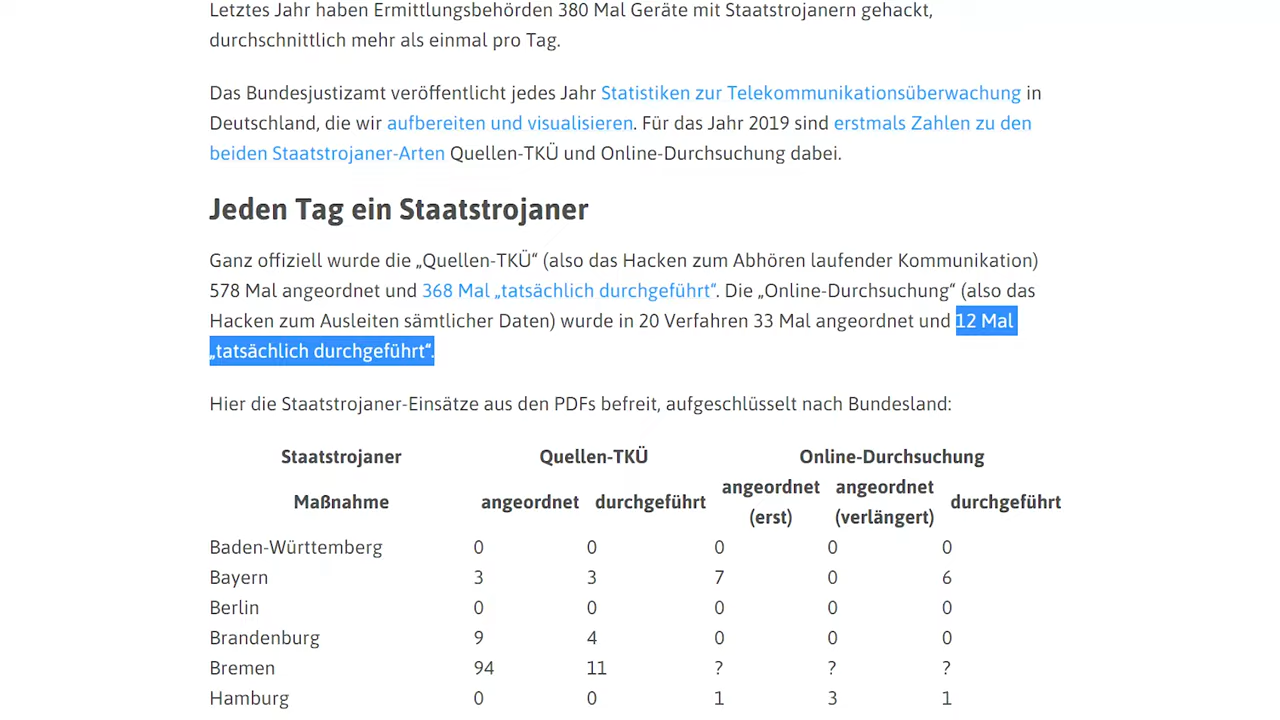 Letztes Jahr haben Ermittlungsbehörden 380 Mal Geräte mit Staatstrojanern gehackt,
durchschnittlich mehr als einmal pro Tag.
Das Bundesjustizamt veröffentlicht jedes Jahr Statistiken zur Telekommunikationsüberwachung in
Deutschland, die wir aufbereiten und visualisieren. Für das Jahr 2019 sind erstmals Zahlen zu den
beiden Staatstrojaner-Arten Quellen-TKÜ und Online-Durchsuchung dabei.
Jeden Tag ein Staatstrojaner
Ganz offiziell wurde die „Quellen-TKÜ“ (also das Hacken zum Abhören laufender Kommunikation)
578 Mal angeordnet und 368 Mal „tatsächlich durchgeführt“. Die „Online-Durchsuchung“ (also das
Hacken zum Ausleiten sämtlicher Daten) wurde in 20 Verfahren 33 Mal angeordnet und 12 Mal
„tatsächlich durchgeführt“.
Hier die Staatstrojaner-Einsätze aus den PDFs befreit, aufgeschlüsselt nach Bundesland:
Staatstrojaner Quellen-TKÜ Online-Durchsuchung
Maßnahme angeordnet durchgeführt angeordnet (erst) angeordnet (verlängert) durchgeführt
Baden-Württemberg 0 0 0 0 0
Bayern 3 3 7 0 6
Berlin 0 0 0 0 0
Brandenburg 9 4 0 0 0
Bremen 94 11 ? ? ?
Hamburg 0 0 1 3 1